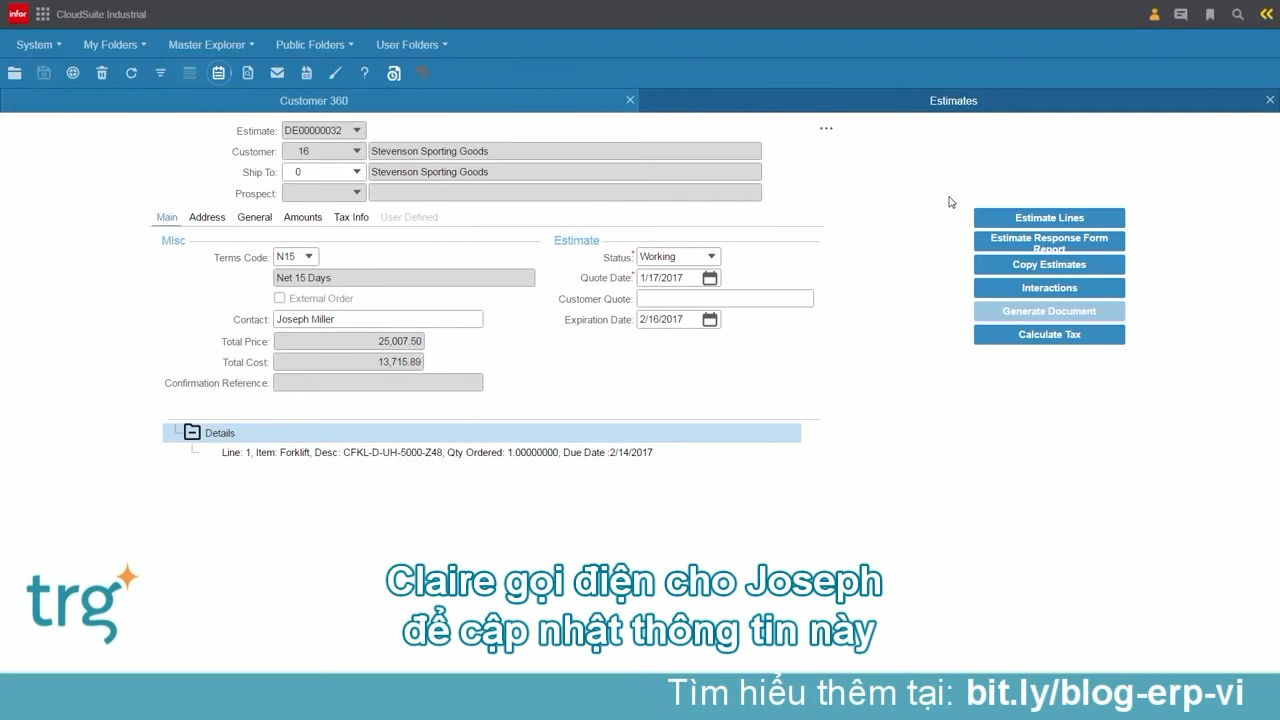 infor CloudSuite Industrial
System My Folders Master Explorer Public Folders User Folders
Customer 360 Estimates
Estimate: DE00000032
Customer: 16 Stevenson Sporting Goods
Ship To: 0 Stevenson Sporting Goods
Prospect:
Main Address General Amounts Tax Info User Defined
Misc
Terms Code: N15
Net 15 Days
External Order
Contact: Joseph Miller
Total Price: 25,007.50
Total Cost: 13,715.89
Confirmation Reference:
Estimate
Status:* Working
Quote Date:* 1/17/2017
Customer Quote:
Expiration Date: 2/16/2017
Estimate Lines
Estimate Response Form
Report
Copy Estimates
Interactions
Generate Document
Calculate Tax
Details
Line: 1, Item: Forklift, Desc: CFKL-D-UH-5000-Z48, Qty Ordered: 1.00000000, Due Date :2/14/2017
trg
Claire gọi điện cho Joseph
để cập nhật thông tin này
Tìm hiểu thêm tại: bit.ly/blog-erp-vi